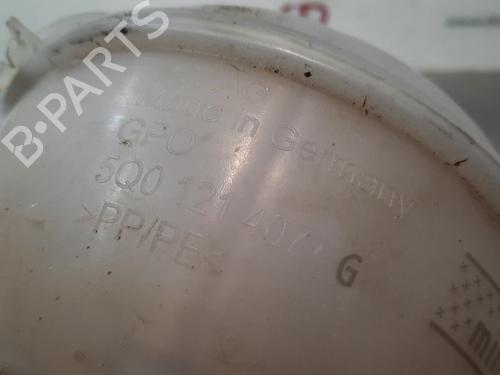 B-PARTS
Made in Germany
GPO
5Q0 121 407 G
>PP/PE<